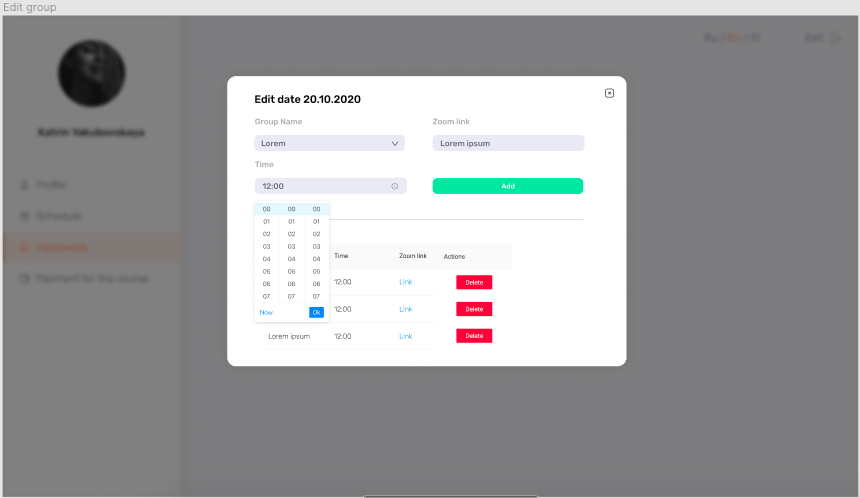 Edit group
Ru / En / Fr
Exit
Katrin Yakubovskaya
Profile
Schedule
Homework
Payment for the course
Edit date 20.10.2020
Group Name
Zoom link
Lorem
Lorem ipsum
Time
12:00
Add
00 00 00
01 01 01
02 02 02
03 03 03
04 04 04
05 05 05
06 06 06
07 07 07
Now
Ok
Time Zoom link Actions
12:00 Link Delete
12:00 Link Delete
Lorem ipsum 12:00 Link Delete